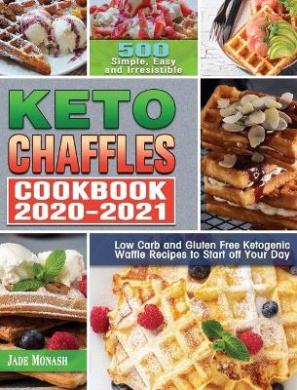 500
Simple, Easy
and Irresistible
KETO
CHAFFLES
COOKBOOK
2020-2021
Low Carb and Gluten Free Ketogenic
Waffle Recipes to Start off Your Day
Jade Monash